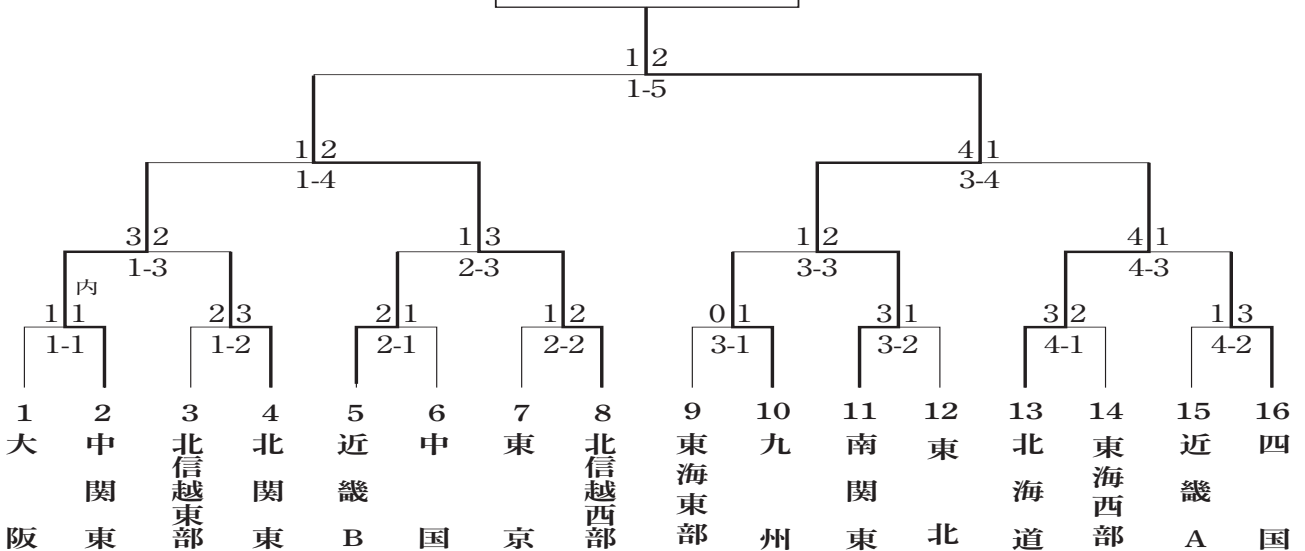 1 2
1-5
1 2
1-4
4 1
3-4
3 2
1-3
1 3
2-3
1 2
3-3
4 1
4-3
内
1 1
1-1
2 3
1-2
2 1
2-1
1 2
2-2
0 1
3-1
3 1
3-2
3 2
4-1
1 3
4-2
1 2 3 4 5 6 7 8 9 10 11 12 13 14 15 16
大阪
中関東
北信越東部
北関東
近畿B
中国
東京
北信越西部
東海東部
九州
南関東
東北
北海道
東海西部
近畿A
四国